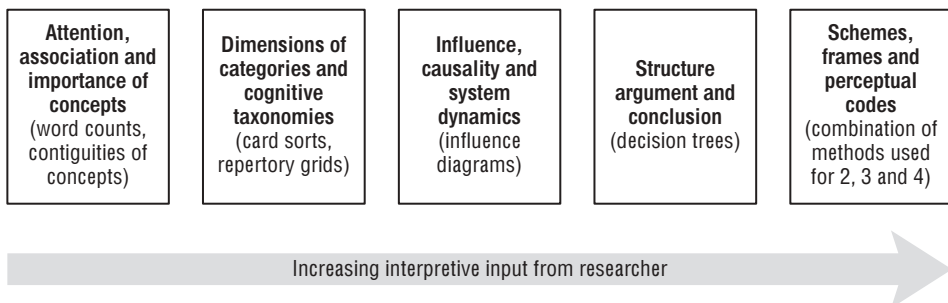 Attention,
association and
importance of
concepts
(word counts,
contiguities of
concepts)
Dimensions of
categories and
cognitive
taxonomies
(card sorts,
repertory grids)
Influence,
causality and
system
dynamics
(influence
diagrams)
Structure
argument and
conclusion
(decision trees)
Schemes,
frames and
perceptual
codes
(combination of
methods used
for 2, 3 and 4)
Increasing interpretive input from researcher